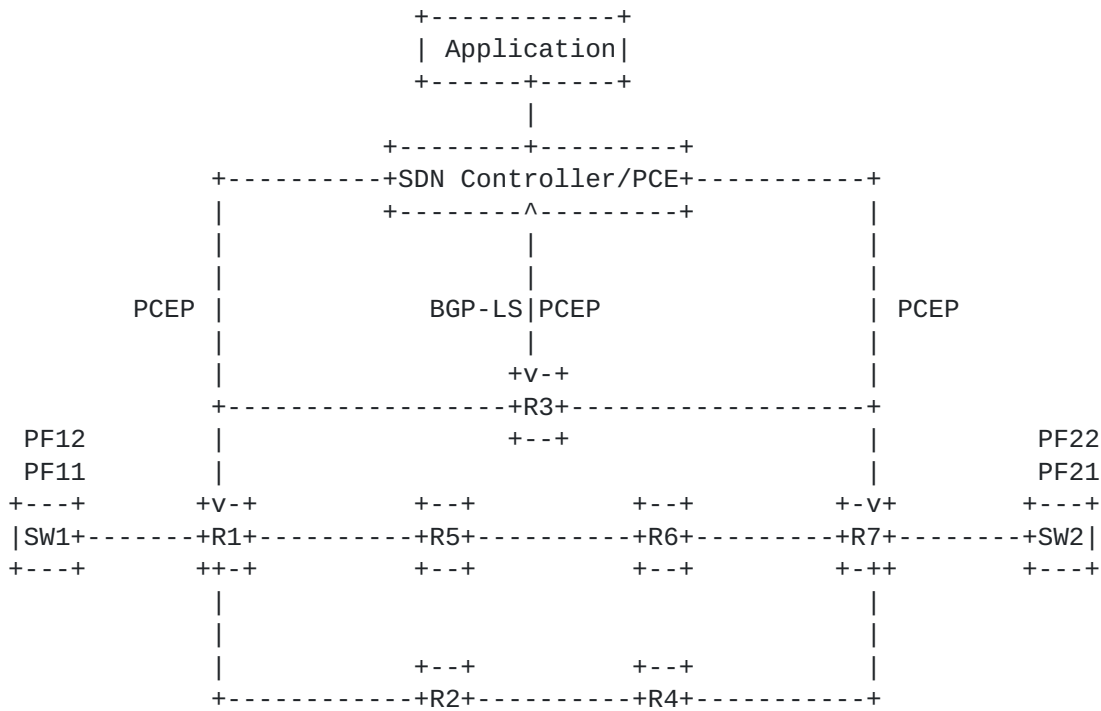 Application
SDN Controller/PCE
PCEP BGP-LS PCEP PCEP
R3
PF12 PF22
PF11 PF21
SW1 R1 R5 R6 R7 SW2
R2 R4